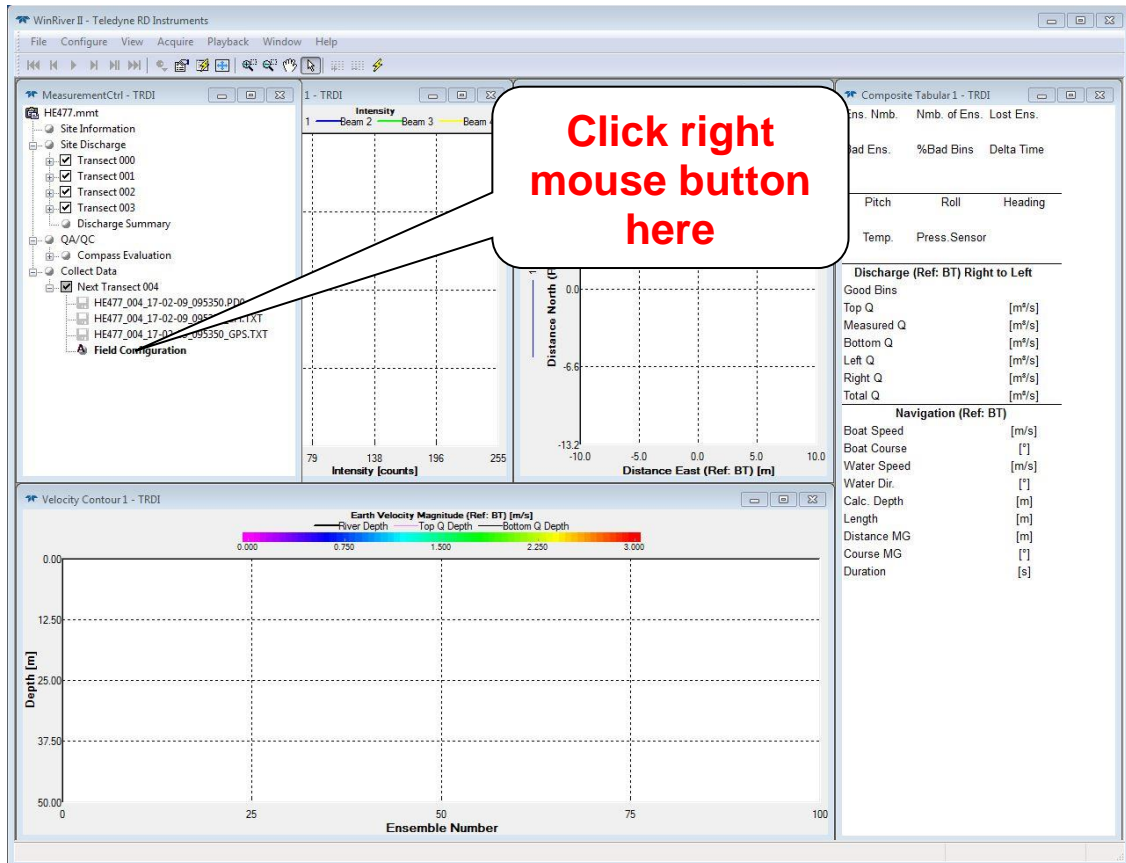 WinRiver II - Teledyne RD Instruments
File Configure View Acquire Playback Window Help
MeasurementCtrl - TRDI
HE477.mmt
Site Information
Site Discharge
Transect 000
Transect 001
Transect 002
Transect 003
Discharge Summary
QA/QC
Compass Evaluation
Collect Data
Next Transect 004
HE477_004_17-02-09_095350.PD0
HE477_004_17-02-09_095350
HE477_004_17-02-09_095350_GPS.TXT
Field Configuration
1 - TRDI
Intensity
1 Beam 2 Beam 3 Beam 4
79 138 196 255
Intensity [counts]
Click right
mouse button
here
Distance North
0.0
-6.6
-13.2
-10.0 -5.0 0.0 5.0 10.0
Distance East (Ref: BT) [m]
Composite Tabular 1 - TRDI
Ens. Nmb. Nmb. of Ens. Lost Ens.
Bad Ens. %Bad Bins Delta Time
Pitch Roll Heading
Temp. Press.Sensor
Discharge (Ref: BT) Right to Left
Good Bins
Top Q [m³/s]
Measured Q [m³/s]
Bottom Q [m³/s]
Left Q [m³/s]
Right Q [m³/s]
Total Q [m³/s]
Navigation (Ref: BT)
Boat Speed [m/s]
Boat Course [°]
Water Speed [m/s]
Water Dir. [°]
Calc. Depth [m]
Length [m]
Distance MG [m]
Course MG [°]
Duration [s]
Velocity Contour 1 - TRDI
Earth Velocity Magnitude (Ref: BT) [m/s]
River Depth Top Q Depth Bottom Q Depth
0.000 0.750 1.500 2.250 3.000
Depth [m]
0.00
12.50
25.00
37.50
50.00
0 25 50 75 100
Ensemble Number